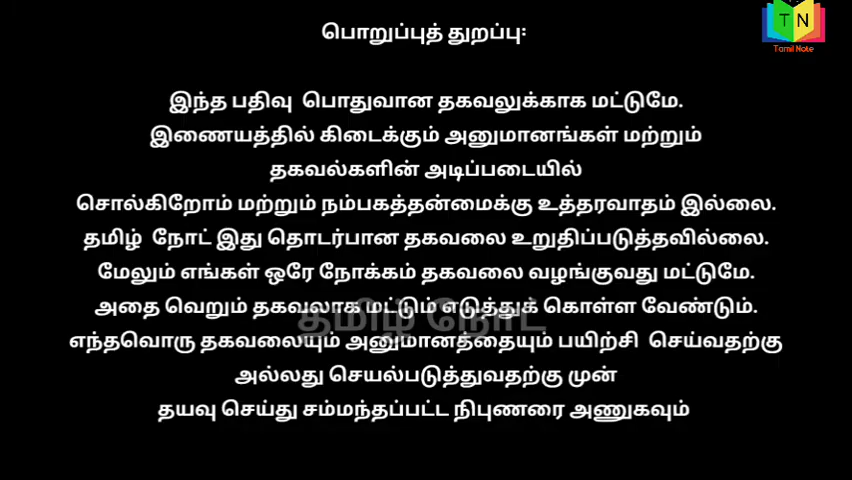 பொறுப்புத் துறப்பு:
T N
Tamil Note
இந்த பதிவு பொதுவான தகவலுக்காக மட்டுமே.
இணையத்தில் கிடைக்கும் அனுமானங்கள் மற்றும்
தகவல்களின் அடிப்படையில்
சொல்கிறோம் மற்றும் நம்பகத்தன்மைக்கு உத்தரவாதம் இல்லை.
தமிழ் நோட் இது தொடர்பான தகவலை உறுதிப்படுத்தவில்லை.
மேலும் எங்கள் ஒரே நோக்கம் தகவலை வழங்குவது மட்டுமே.
அதை வெறும் தகவலாக மட்டும் எடுத்துக் கொள்ள வேண்டும்.
தமிழ் நோட்
எந்தவொரு தகவலையும் அனுமானத்தையும் பயிற்சி செய்வதற்கு
அல்லது செயல்படுத்துவதற்கு முன்
தயவு செய்து சம்மந்தப்பட்ட நிபுணரை அணுகவும்